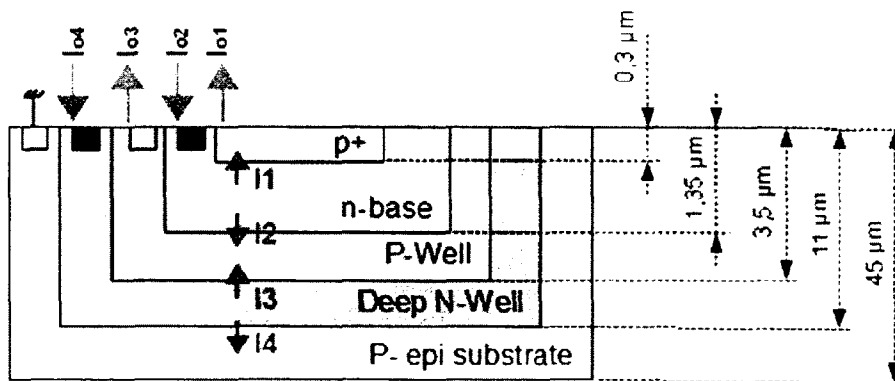 Io4
Io3
Io2
Io1
p+
I1
n-base
I2
P-Well
I3
Deep N-Well
I4
P- epi substrate
0,3 µm
1,35 µm
3,5 µm
11 µm
45 µm